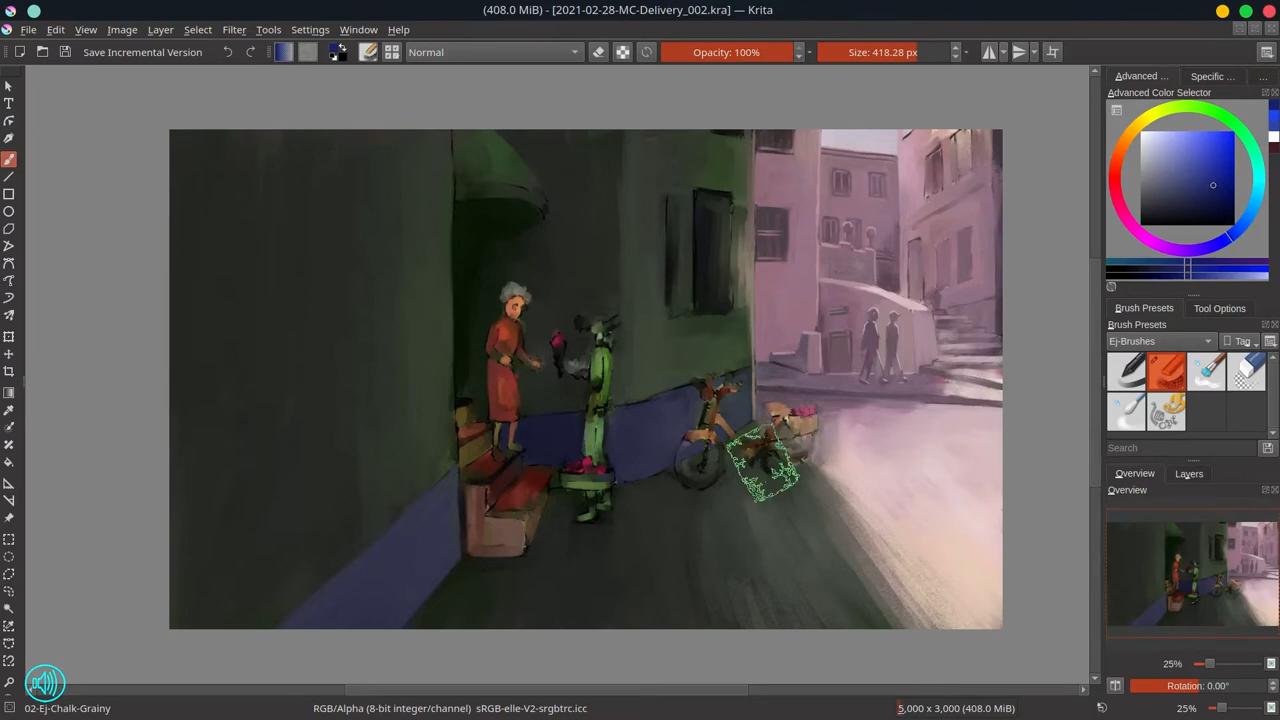 (408.0 MiB) - [2021-02-28-MC-Delivery_002.kra] — Krita
File Edit View Image Filter Layer Select Tools Settings Window Help
Save Incremental Version
Normal
Opacity: 100%
Size: 418.28 px
Advanced ...
Specific ...
...
Advanced Color Selector
Brush Presets
Tool Options
Brush Presets
Ej-Brushes
Tag
Search
Overview
Layers
Overview
25%
Rotation: 0.00°
02-Ej-Chalk-Grainy
RGB/Alpha (8-bit integer/channel) sRGB-elle-V2-srgbtrc.icc
5,000 x 3,000 (408.0 MiB)
25%